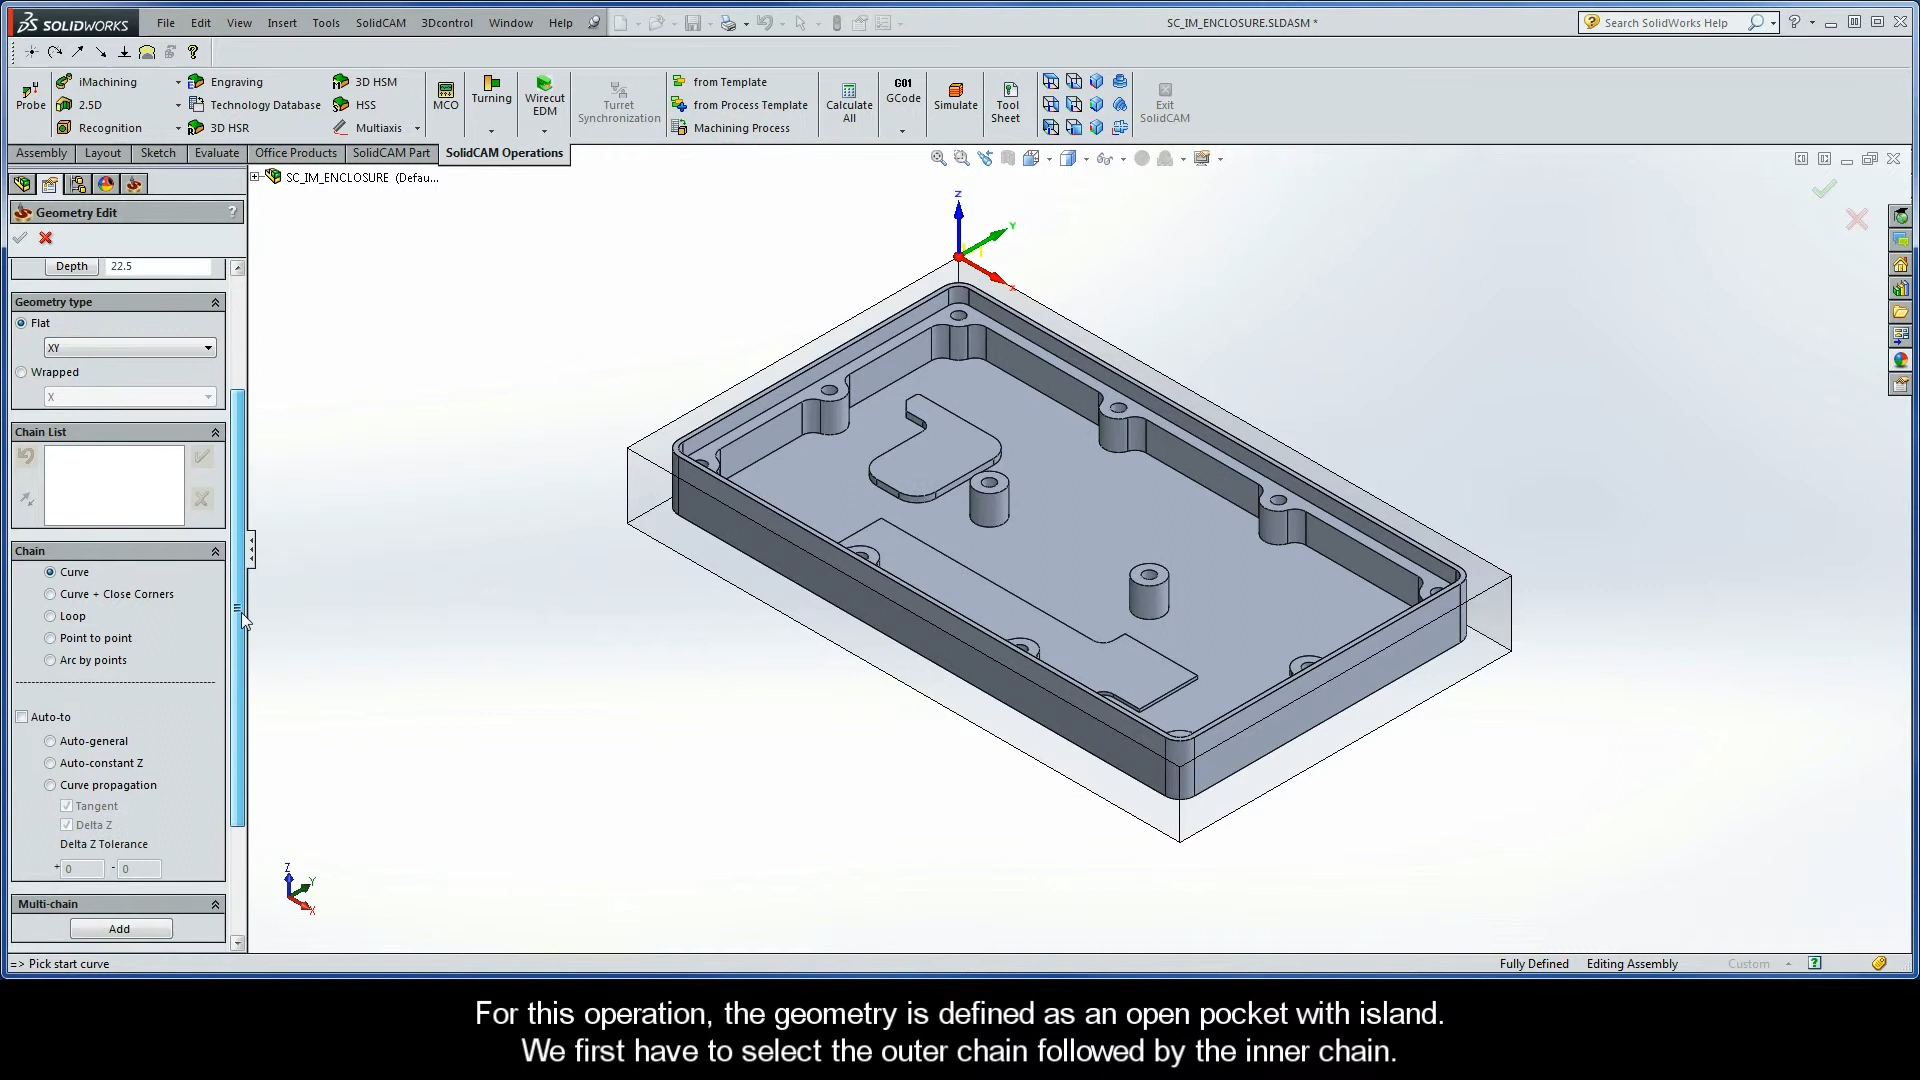 SOLIDWORKS File Edit View Insert Tools SolidCAM 3Dcontrol Window Help SC_IM_ENCLOSURE.SLDASM * Search SolidWorks Help
Probe iMachining Engraving 3D HSM MCO Turning Wirecut EDM Turret Synchronization from Template Calculate All GCode Simulate Tool Sheet Exit SolidCAM
G01
2.5D Technology Database HSS from Process Template
Recognition 3D HSR Multiaxis Machining Process
Assembly Layout Sketch Evaluate Office Products SolidCAM Part SolidCAM Operations
SC_IM_ENCLOSURE (Defau...
Geometry Edit ?
Depth 22.5
Geometry type
Flat
XY
Wrapped
X
Chain List
Chain
Curve
Curve + Close Corners
Loop
Point to point
Arc by points
Auto-to
Auto-general
Auto-constant Z
Curve propagation
Tangent
Delta Z
Delta Z Tolerance
+ 0 - 0
Multi-chain
Add
Z
Y
X
Z
Y
X
=> Pick start curve Fully Defined Editing Assembly Custom
For this operation, the geometry is defined as an open pocket with island.
We first have to select the outer chain followed by the inner chain.